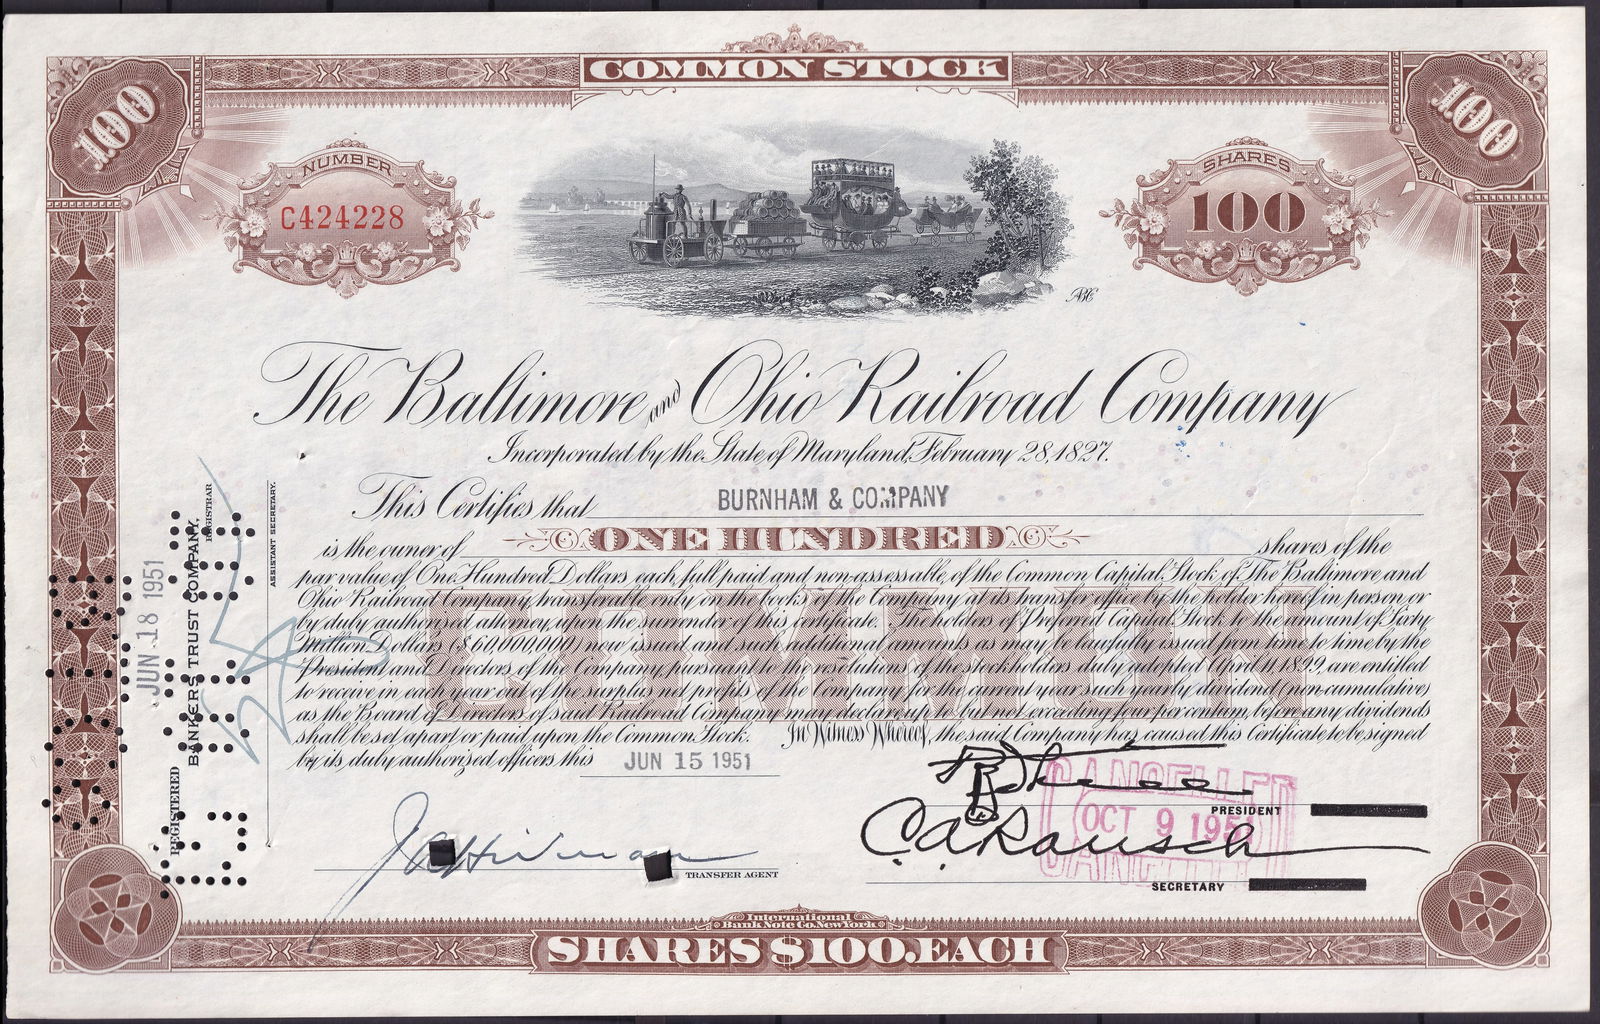 COMMON STOCK
100
100
NUMBER
C424228
SHARES
100
ABC
The Baltimore and Ohio Railroad Company
Incorporated by the State of Maryland, February 28, 1827.
This Certifies that BURNHAM & COMPANY
is the owner of ONE HUNDRED shares of the
par value of One Hundred Dollars each, full paid and non-assessable, of the Common Capital Stock of The Baltimore and
Ohio Railroad Company, transferable only on the books of the Company at its transfer office by the holder hereof in person or
by duly authorized attorney, upon the surrender of this certificate. The holders of Preferred Capital Stock to the amount of Sixty
Million Dollars ($60,000,000) now issued and such additional amounts as may be lawfully issued from time to time by the
President and Directors of the Company, pursuant to the resolutions of the stockholders duly adopted April 11 1899, are entitled
to receive in each year out of the surplus net profits of the Company for the current year such yearly dividend (non-cumulative)
as the Board of Directors of said Railroad Company may declare up to but not exceeding four per centum, before any dividends
shall be set apart or paid upon the Common Stock. In Witness Whereof, the said Company has caused this Certificate to be signed
by its duly authorized officers this JUN 15 1951
COMMON
CANCELLED
OCT 9 195
PRESIDENT
C.A. Rausch
SECRETARY
TRANSFER AGENT
REGISTERED
JUN 18 1951
BANKERS TRUST COMPANY,
REGISTRAR
ASSISTANT SECRETARY.
International
Bank Note Co. New York
SHARES $100. EACH